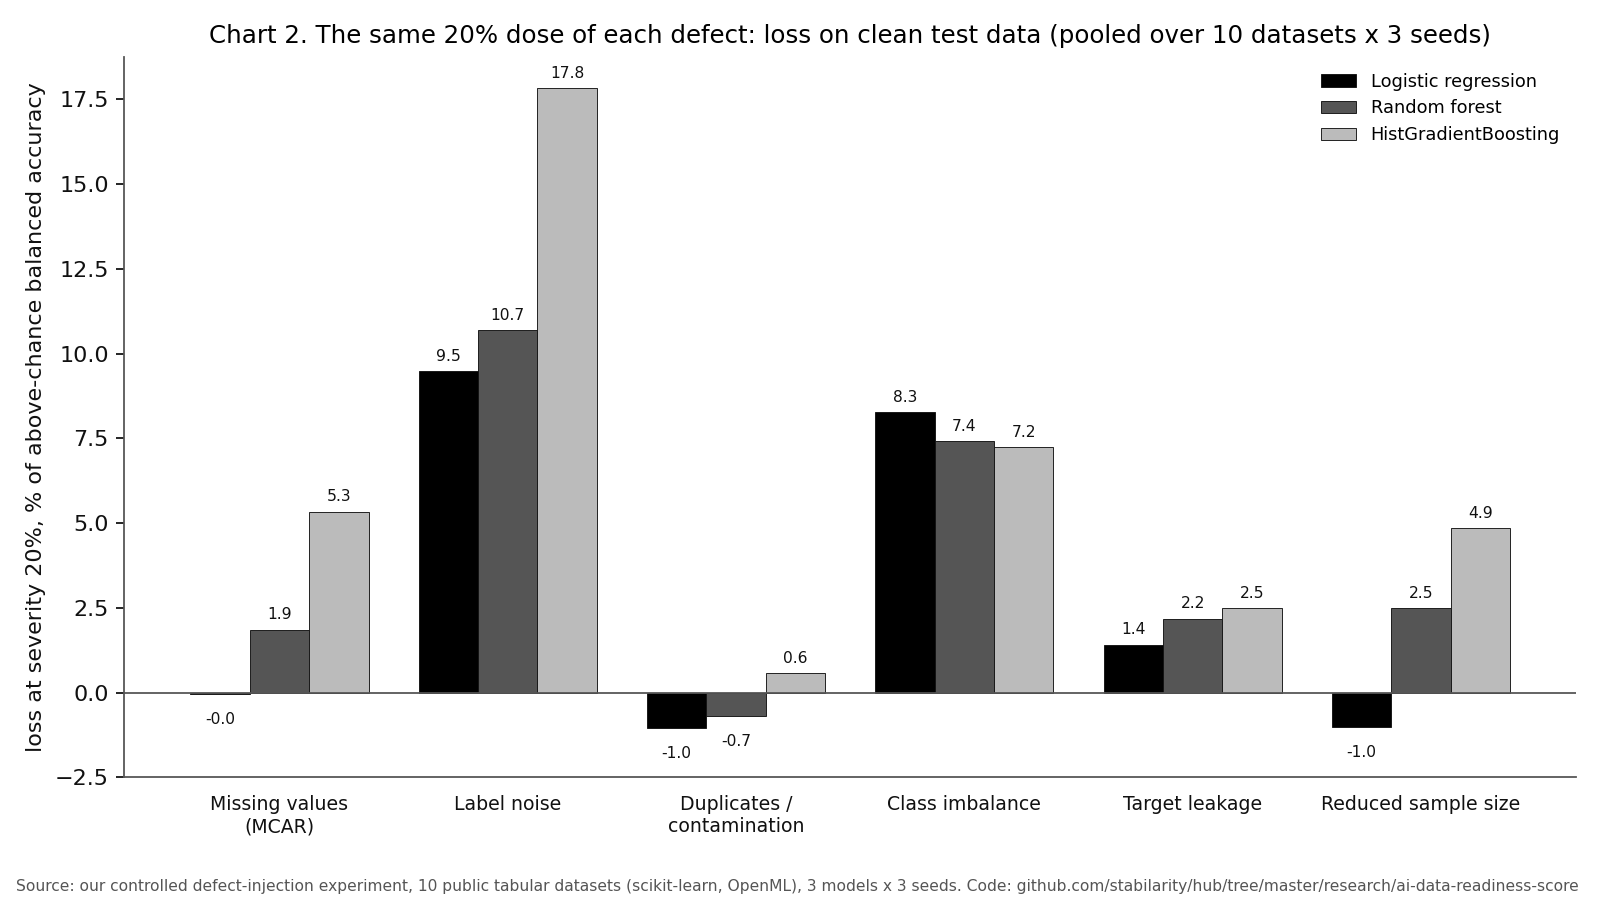 Chart 2. The same 20% dose of each defect: loss on clean test data (pooled over 10 datasets x 3 seeds)
loss at severity 20%, % of above-chance balanced accuracy
17.5
15.0
12.5
10.0
7.5
5.0
2.5
0.0
−2.5
Logistic regression
Random forest
HistGradientBoosting
-0.0
1.9
5.3
9.5
10.7
17.8
-1.0
-0.7
0.6
8.3
7.4
7.2
1.4
2.2
2.5
-1.0
2.5
4.9
Missing values
(MCAR)
Label noise
Duplicates /
contamination
Class imbalance
Target leakage
Reduced sample size
Source: our controlled defect-injection experiment, 10 public tabular datasets (scikit-learn, OpenML), 3 models x 3 seeds. Code: github.com/stabilarity/hub/tree/master/research/ai-data-readiness-score